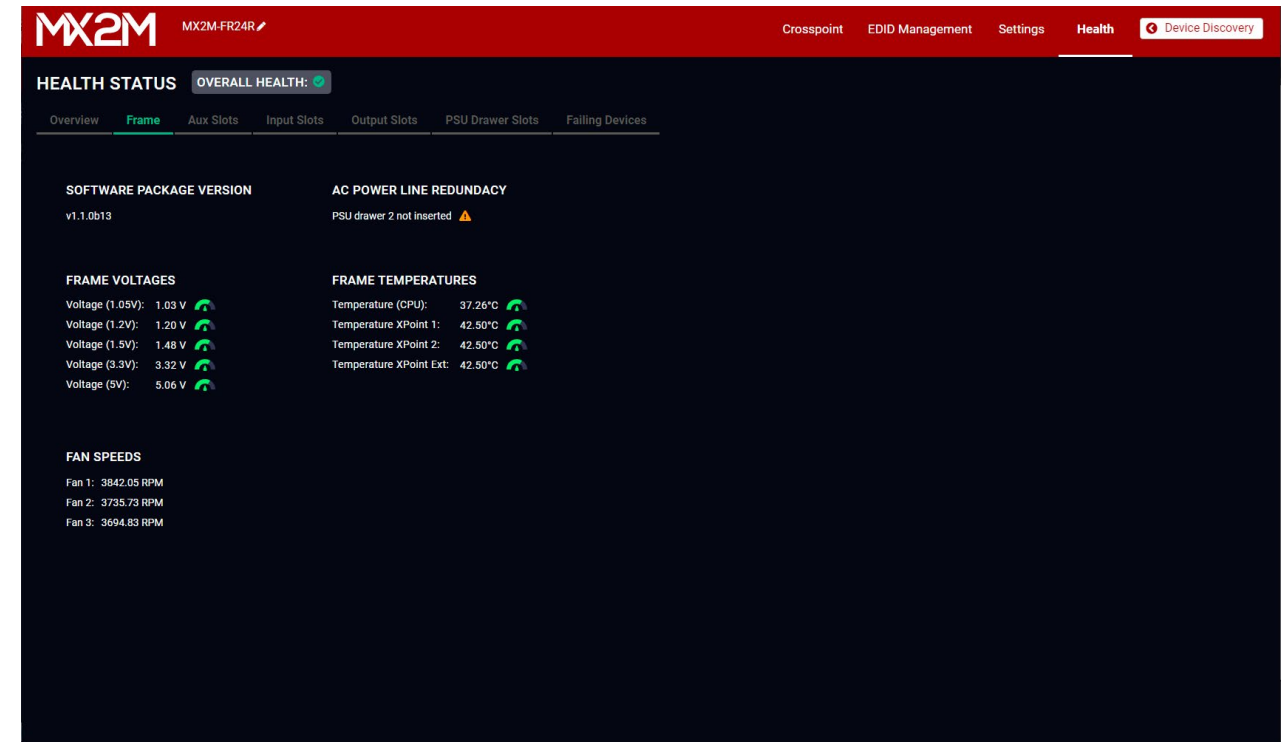 MX2M
MX2M-FR24R
Crosspoint
EDID Management
Settings
Health
Device Discovery
HEALTH STATUS
OVERALL HEALTH:
Overview
Frame
Aux Slots
Input Slots
Output Slots
PSU Drawer Slots
Failing Devices
SOFTWARE PACKAGE VERSION
v1.1.0b13
AC POWER LINE REDUNDACY
PSU drawer 2 not inserted
FRAME VOLTAGES
Voltage (1.05V): 1.03 V
Voltage (1.2V): 1.20 V
Voltage (1.5V): 1.48 V
Voltage (3.3V): 3.32 V
Voltage (5V): 5.06 V
FRAME TEMPERATURES
Temperature (CPU): 37.26°C
Temperature XPoint 1: 42.50°C
Temperature XPoint 2: 42.50°C
Temperature XPoint Ext: 42.50°C
FAN SPEEDS
Fan 1: 3842.05 RPM
Fan 2: 3735.73 RPM
Fan 3: 3694.83 RPM